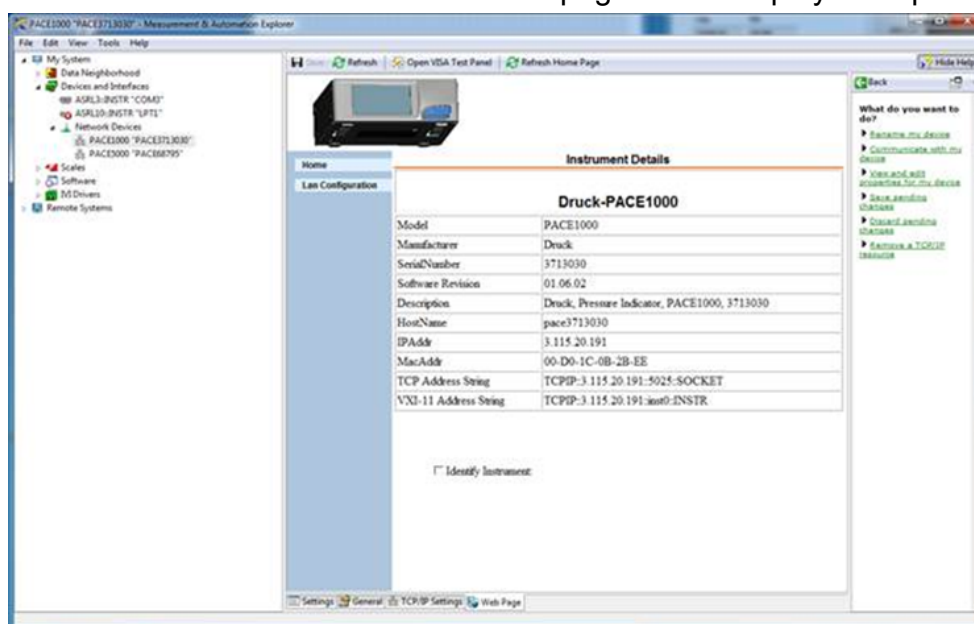 PACE1000 "PACE3713030" - Measurement & Automation Explorer
File Edit View Tools Help
My System
Data Neighborhood
Devices and Interfaces
ASRL3::INSTR "COM3"
ASRL10::INSTR "LPT1"
Network Devices
PACE1000 "PACE3713030"
PACE5000 "PACE68795"
Scales
Software
IVI Drivers
Remote Systems
Refresh Open VISA Test Panel Refresh Home Page Hide Help
Home
Lan Configuration
Instrument Details
Druck-PACE1000
Model PACE1000
Manufacturer Druck
SerialNumber 3713030
Software Revision 01.06.02
Description Druck, Pressure Indicator, PACE1000, 3713030
HostName pace3713030
IPAddr 3.115.20.191
MacAddr 00-D0-1C-0B-2B-EE
TCP Address String TCPIP::3.115.20.191::5025::SOCKET
VXI-11 Address String TCPIP::3.115.20.191::inst0::INSTR
Identify Instrument:
Settings General TCP/IP Settings Web Page
Back
What do you want to
do?
Rename my device
Communicate with my
device
View and edit
properties for my device
Save pending
changes
Discard pending
changes
Remove a TCP/IP
resource